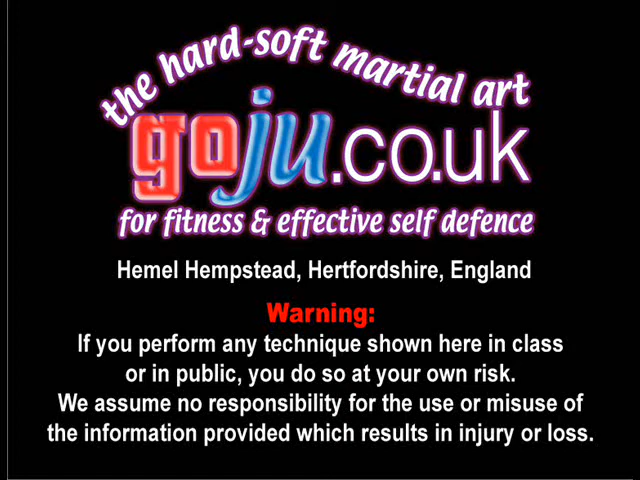 the hard-soft martial art
goju.co.uk
for fitness & effective self defence
Hemel Hempstead, Hertfordshire, England
Warning:
If you perform any technique shown here in class
or in public, you do so at your own risk.
We assume no responsibility for the use or misuse of
the information provided which results in injury or loss.